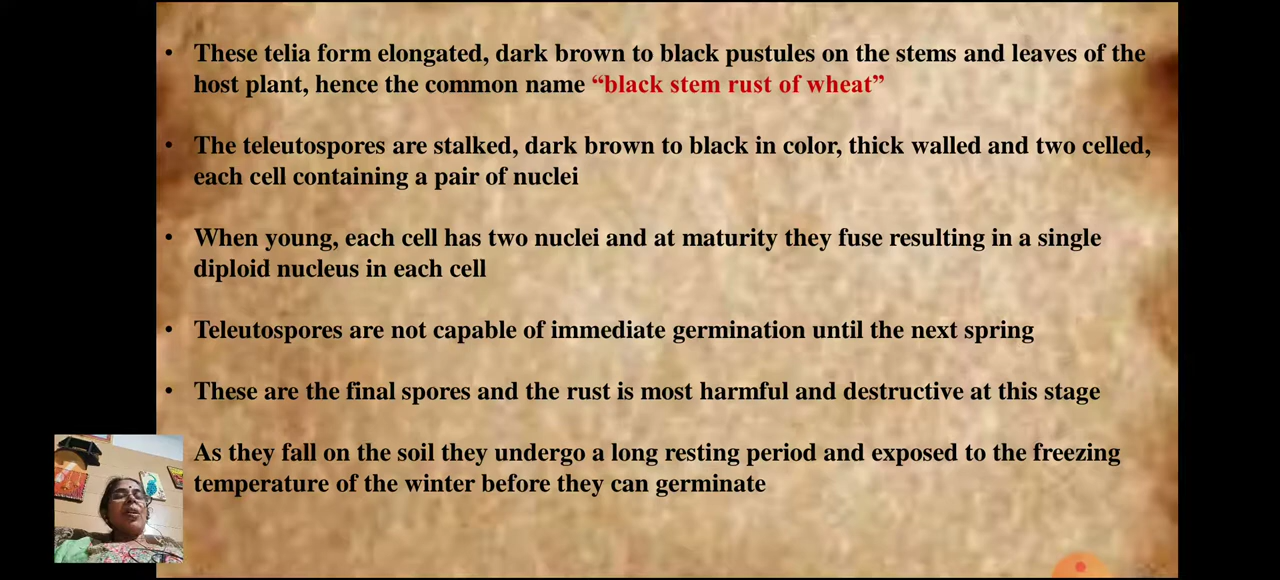 • These telia form elongated, dark brown to black pustules on the stems and leaves of the
host plant, hence the common name “black stem rust of wheat”
• The teleutospores are stalked, dark brown to black in color, thick walled and two celled,
each cell containing a pair of nuclei
• When young, each cell has two nuclei and at maturity they fuse resulting in a single
diploid nucleus in each cell
• Teleutospores are not capable of immediate germination until the next spring
• These are the final spores and the rust is most harmful and destructive at this stage
As they fall on the soil they undergo a long resting period and exposed to the freezing
temperature of the winter before they can germinate